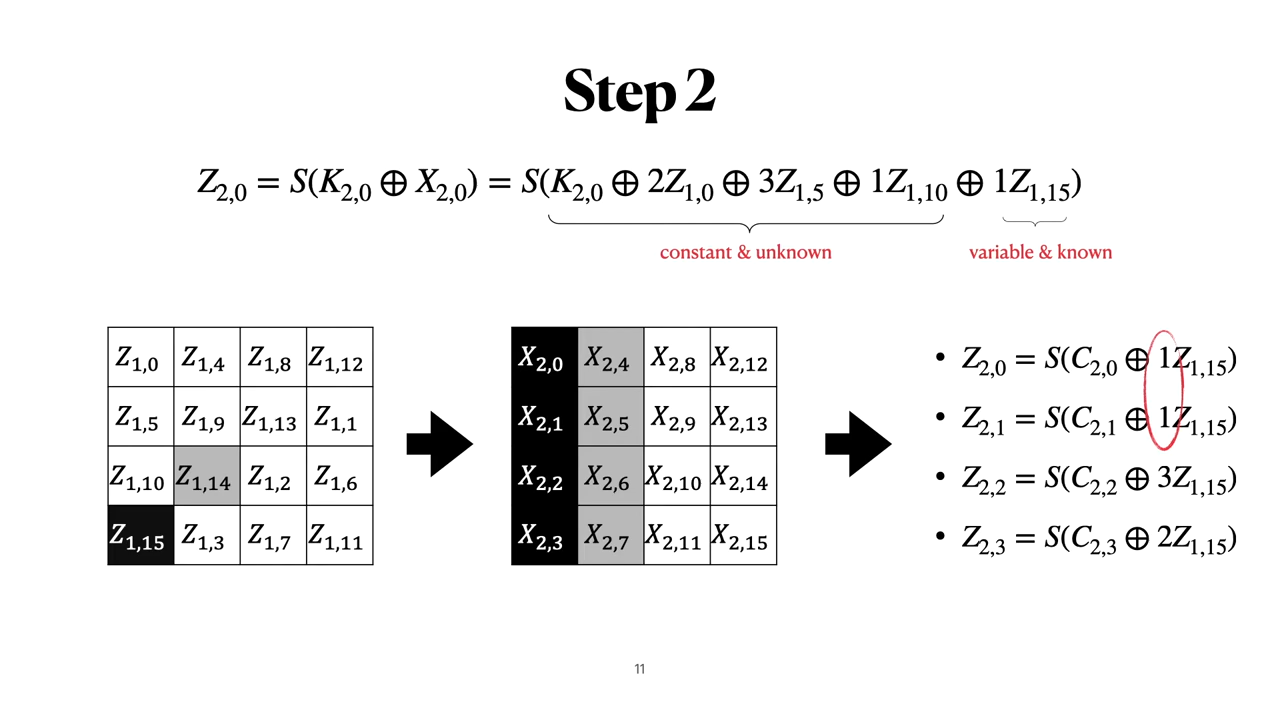 Step 2
Z2,0 = S(K2,0 ⊕ X2,0) = S(K2,0 ⊕ 2Z1,0 ⊕ 3Z1,5 ⊕ 1Z1,10 ⊕ 1Z1,15)
constant & unknown variable & known
Z1,0 Z1,4 Z1,8 Z1,12
Z1,5 Z1,9 Z1,13 Z1,1
Z1,10 Z1,14 Z1,2 Z1,6
Z1,15 Z1,3 Z1,7 Z1,11
X2,0 X2,4 X2,8 X2,12
X2,1 X2,5 X2,9 X2,13
X2,2 X2,6 X2,10 X2,14
X2,3 X2,7 X2,11 X2,15
• Z2,0 = S(C2,0 ⊕ 1Z1,15)
• Z2,1 = S(C2,1 ⊕ 1Z1,15)
• Z2,2 = S(C2,2 ⊕ 3Z1,15)
• Z2,3 = S(C2,3 ⊕ 2Z1,15)
11